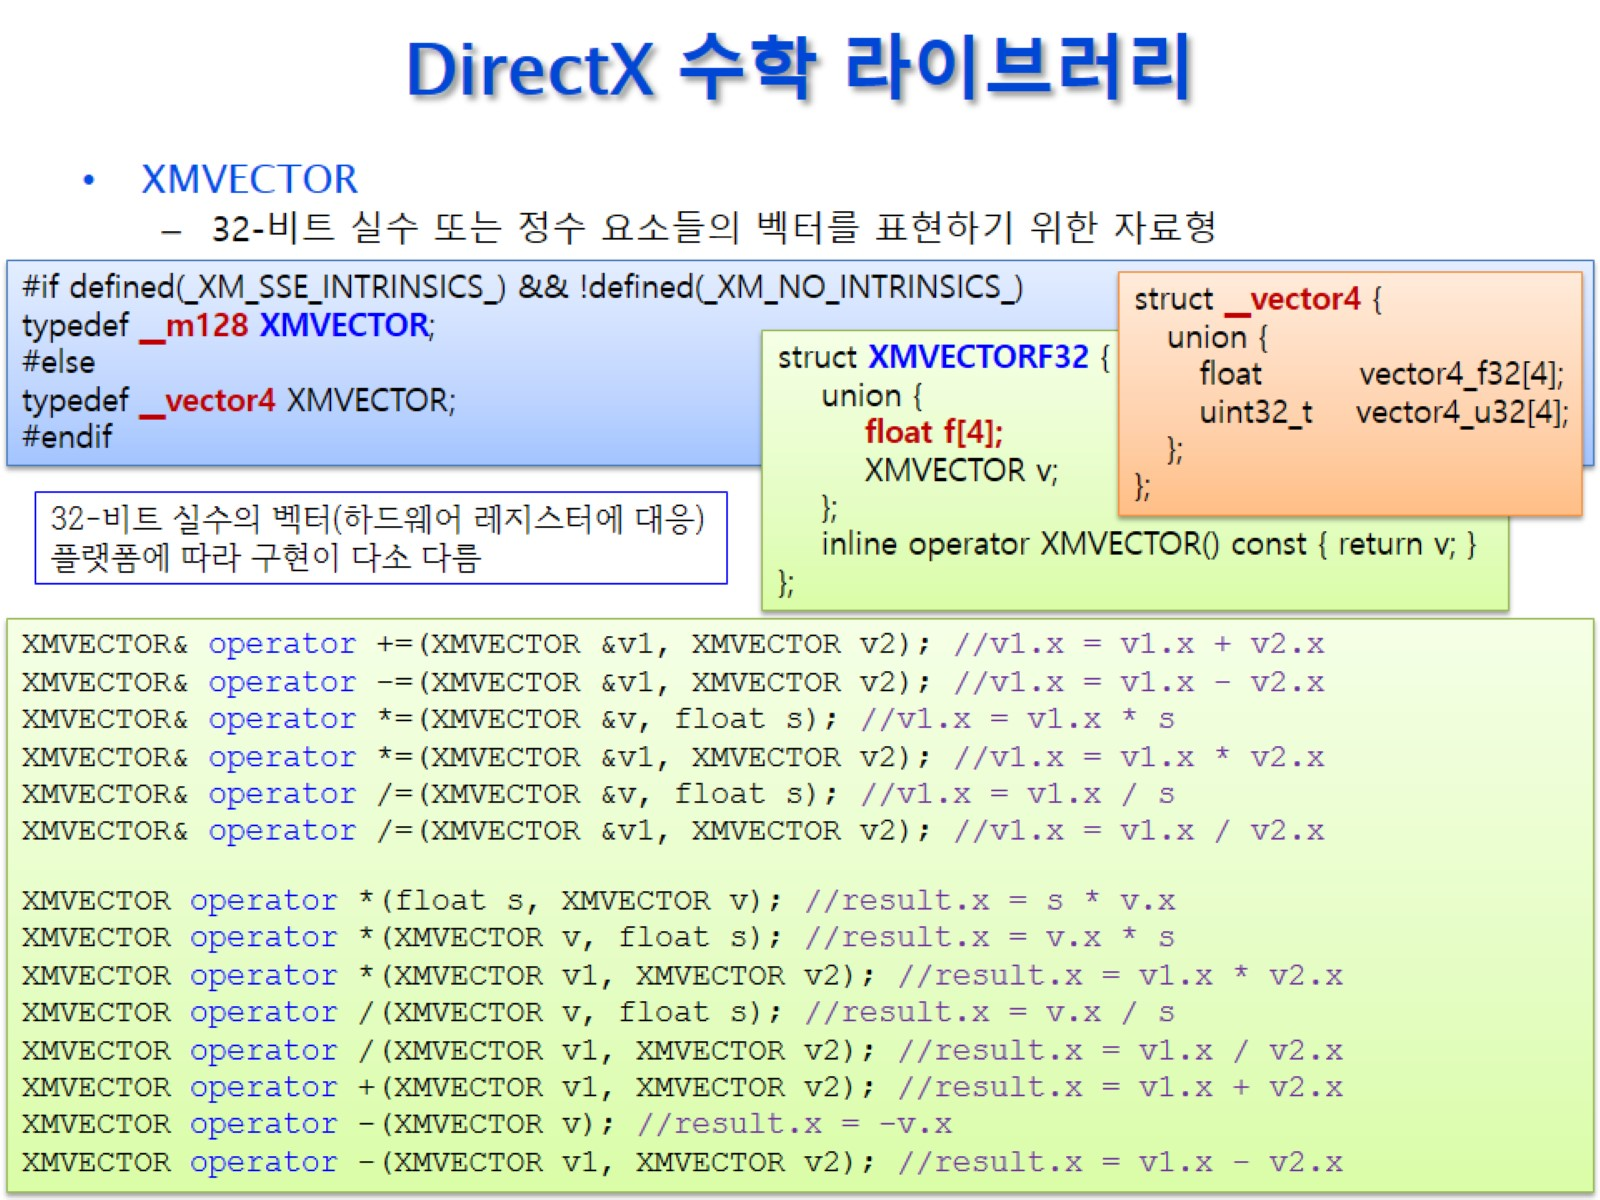 DirectX 수학 라이브러리
• XMVECTOR
– 32-비트 실수 또는 정수 요소들의 벡터를 표현하기 위한 자료형
#if defined(_XM_SSE_INTRINSICS_) && !defined(_XM_NO_INTRINSICS_)
typedef __m128 XMVECTOR;
#else
typedef __vector4 XMVECTOR;
#endif
struct XMVECTORF32 {
union {
float f[4];
XMVECTOR v;
};
inline operator XMVECTOR() const { return v; }
};
struct __vector4 {
union {
float vector4_f32[4];
uint32_t vector4_u32[4];
};
};
32-비트 실수의 벡터(하드웨어 레지스터에 대응)
플랫폼에 따라 구현이 다소 다름
XMVECTOR& operator +=(XMVECTOR &v1, XMVECTOR v2); //v1.x = v1.x + v2.x
XMVECTOR& operator -=(XMVECTOR &v1, XMVECTOR v2); //v1.x = v1.x - v2.x
XMVECTOR& operator *=(XMVECTOR &v, float s); //v1.x = v1.x * s
XMVECTOR& operator *=(XMVECTOR &v1, XMVECTOR v2); //v1.x = v1.x * v2.x
XMVECTOR& operator /=(XMVECTOR &v, float s); //v1.x = v1.x / s
XMVECTOR& operator /=(XMVECTOR &v1, XMVECTOR v2); //v1.x = v1.x / v2.x
XMVECTOR operator *(float s, XMVECTOR v); //result.x = s * v.x
XMVECTOR operator *(XMVECTOR v, float s); //result.x = v.x * s
XMVECTOR operator *(XMVECTOR v1, XMVECTOR v2); //result.x = v1.x * v2.x
XMVECTOR operator /(XMVECTOR v, float s); //result.x = v.x / s
XMVECTOR operator /(XMVECTOR v1, XMVECTOR v2); //result.x = v1.x / v2.x
XMVECTOR operator +(XMVECTOR v1, XMVECTOR v2); //result.x = v1.x + v2.x
XMVECTOR operator -(XMVECTOR v); //result.x = -v.x
XMVECTOR operator -(XMVECTOR v1, XMVECTOR v2); //result.x = v1.x - v2.x